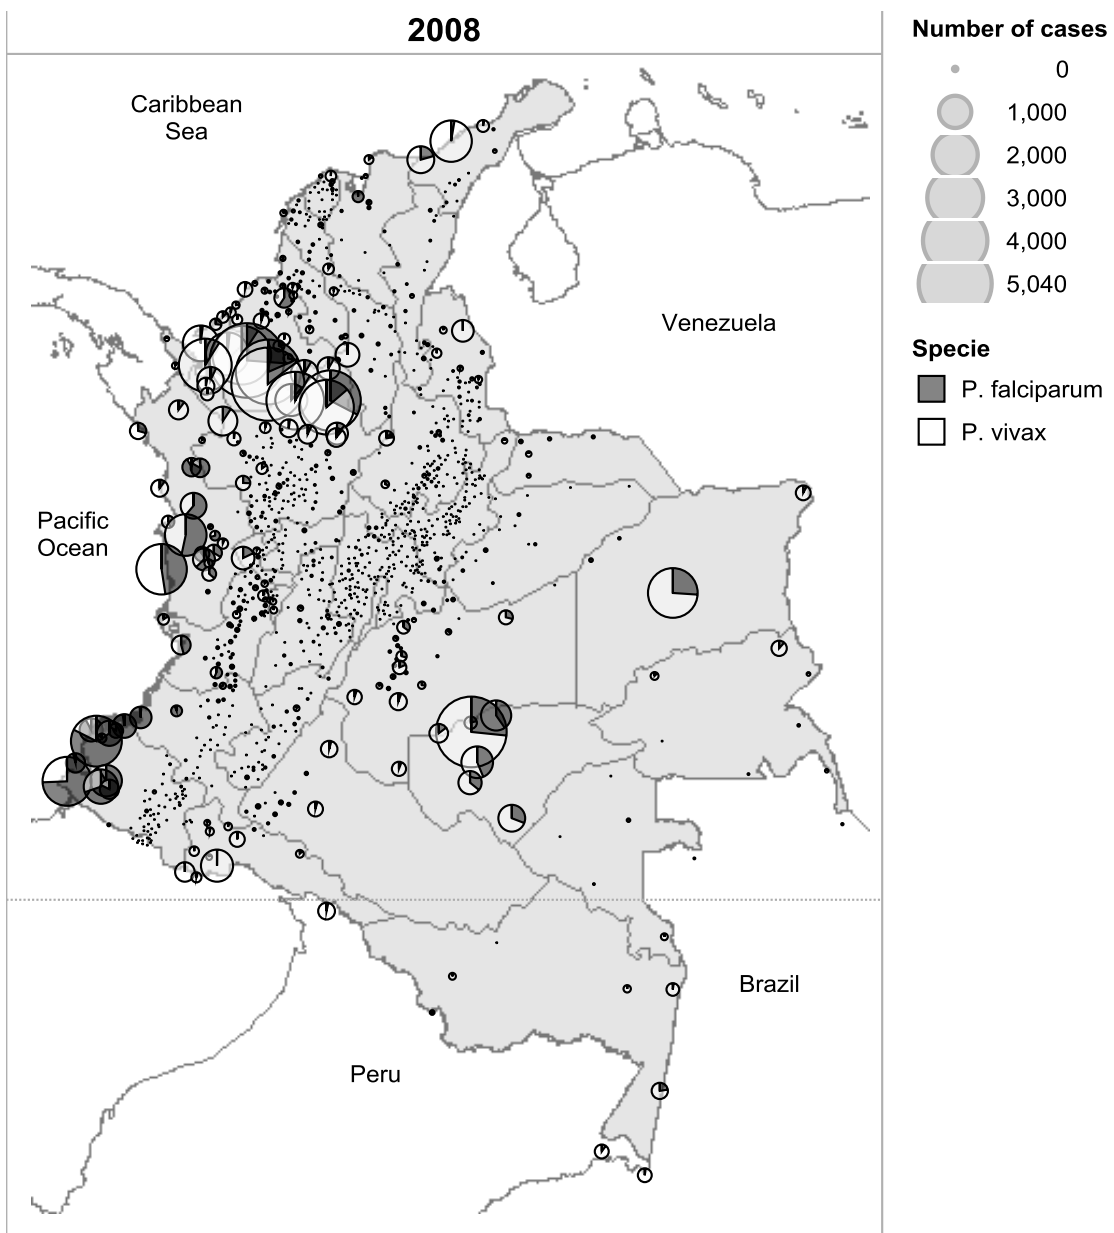 2008
Caribbean
Sea
Venezuela
Pacific
Ocean
Brazil
Peru
Number of cases
0
1,000
2,000
3,000
4,000
5,040
Specie
P. falciparum
P. vivax